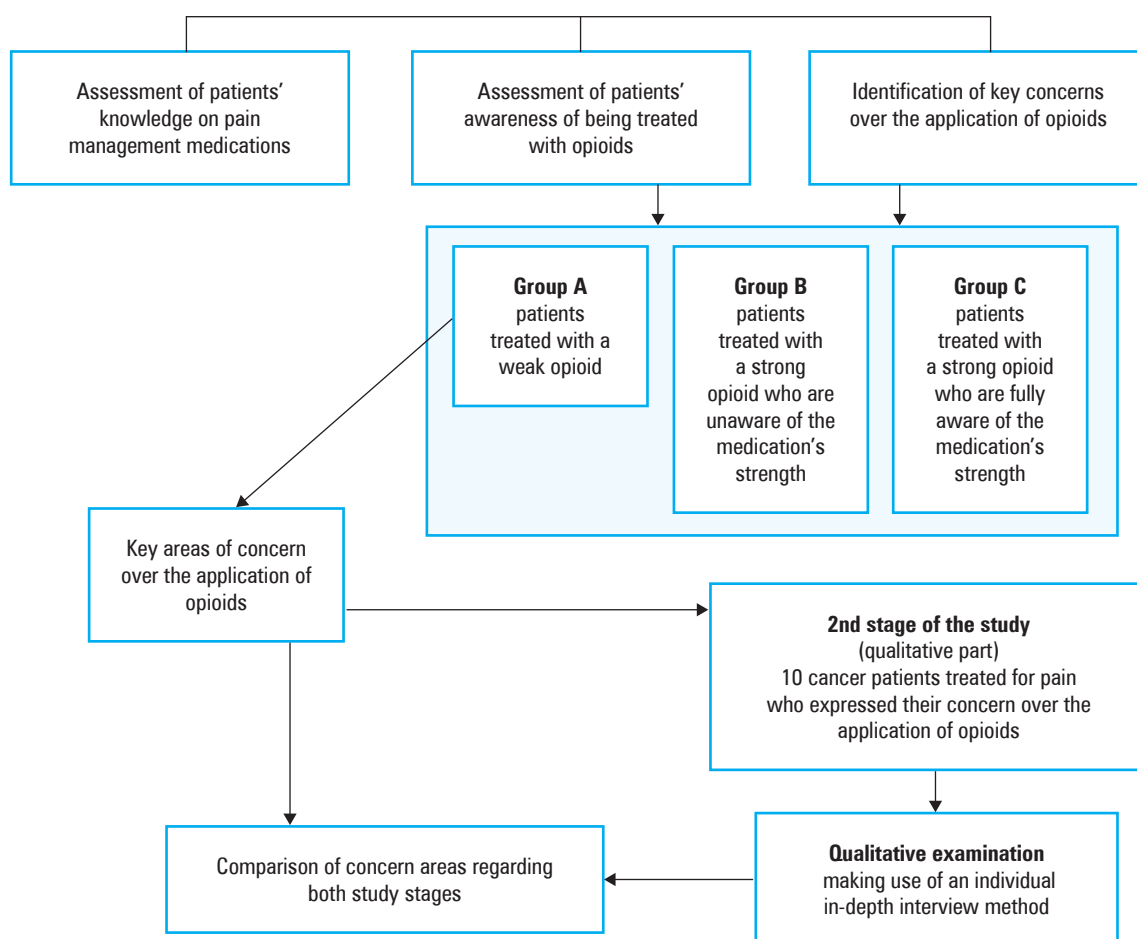 Assessment of patients’
knowledge on pain
management medications
Assessment of patients’
awareness of being treated
with opioids
Identification of key concerns
over the application of opioids
Group A
patients
treated with a
weak opioid
Group B
patients
treated with
a strong
opioid who are
unaware of the
medication’s
strength
Group C
patients
treated with
a strong opioid
who are fully
aware of the
medication’s
strength
Key areas of concern
over the application of
opioids
2nd stage of the study
(qualitative part)
10 cancer patients treated for pain
who expressed their concern over the
application of opioids
Comparison of concern areas regarding
both study stages
Qualitative examination
making use of an individual
in-depth interview method